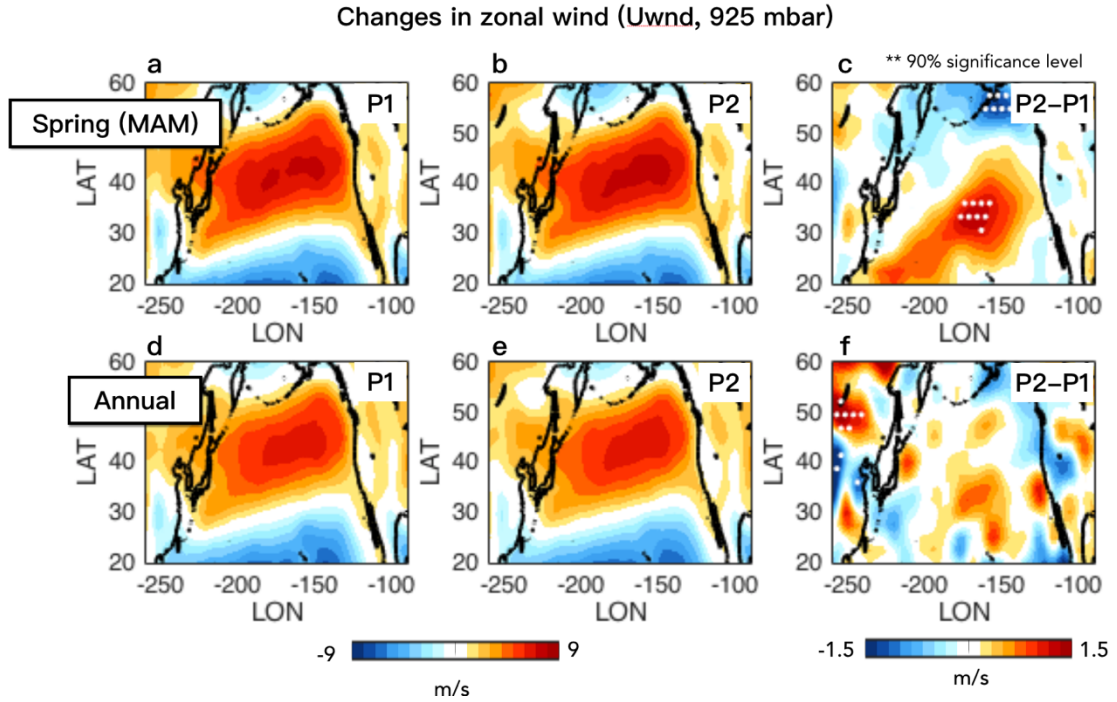 Changes in zonal wind (Uwnd, 925 mbar)
a
b
c
** 90% significance level
Spring (MAM)
P1
P2
P2-P1
LAT
60
50
40
30
20
-250
-200
-150
-100
LON
LAT
60
50
40
30
20
-250
-200
-150
-100
LON
LAT
60
50
40
30
20
-250
-200
-150
-100
LON
d
e
f
Annual
P1
P2
P2-P1
LAT
60
50
40
30
20
-250
-200
-150
-100
LON
LAT
60
50
40
30
20
-250
-200
-150
-100
LON
LAT
60
50
40
30
20
-250
-200
-150
-100
LON
-9
9
m/s
-1.5
1.5
m/s